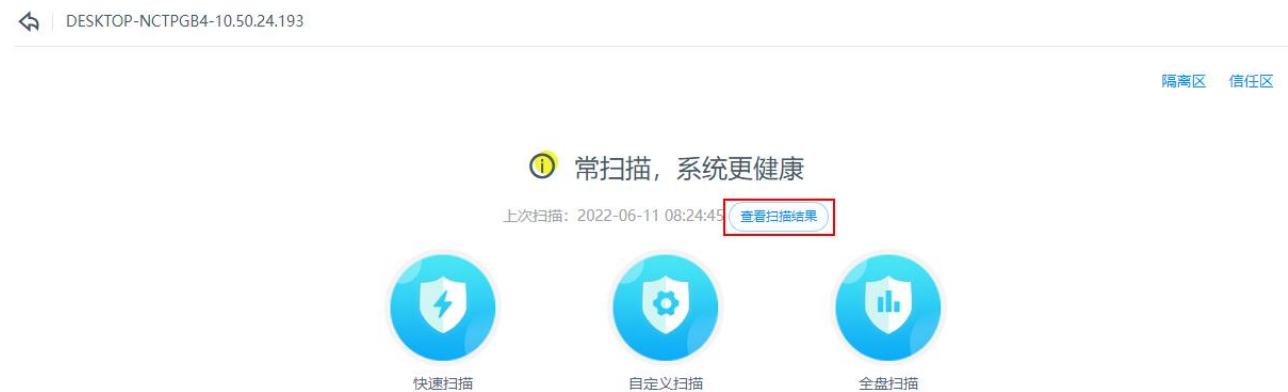 DESKTOP-NCTPGB4-10.50.24.193
隔离区 信任区
常扫描，系统更健康
上次扫描：2022-06-11 08:24:45 查看扫描结果
快速扫描 自定义扫描 全盘扫描